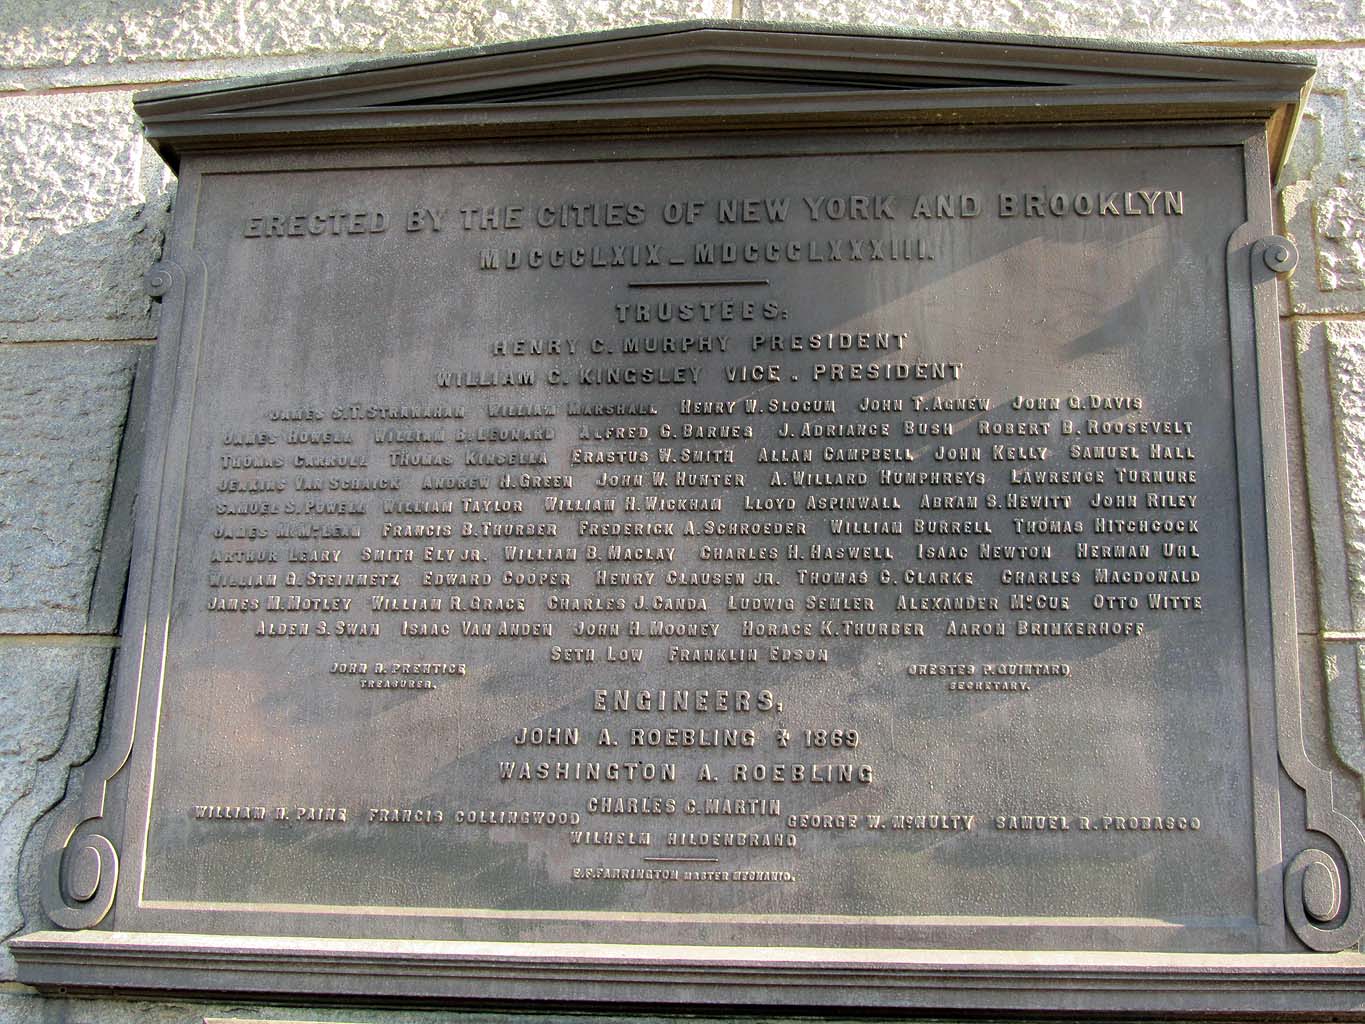 ERECTED BY THE CITIES OF NEW YORK AND BROOKLYN
MDCCCLXIX_MDCCCLXXXIII.
TRUSTEES:
HENRY C. MURPHY PRESIDENT
WILLIAM C. KINGSLEY VICE - PRESIDENT
JAMES S.T. STRANAHAN WILLIAM MARSHALL HENRY W. SLOCUM JOHN T. AGNEW JOHN G. DAVIS
JAMES HOWELL WILLIAM B. LEONARD ALFRED C. BARNES J. ADRIANCE BUSH ROBERT B. ROOSEVELT
THOMAS CARROLL THOMAS KINSELLA ERASTUS W. SMITH ALLAN CAMPBELL JOHN KELLY SAMUEL HALL
JENKINS VAN SCHAICK ANDREW H. GREEN JOHN W. HUNTER A. WILLARD HUMPHREYS LAWRENCE TURNURE
SAMUEL S. POWELL WILLIAM TAYLOR WILLIAM H. WICKHAM LLOYD ASPINWALL ABRAM S. HEWITT JOHN RILEY
JAMES M. McLEAN FRANCIS B. THURBER FREDERICK A. SCHROEDER WILLIAM BURRELL THOMAS HITCHCOCK
ARTHUR LEARY SMITH ELY JR. WILLIAM B. MACLAY CHARLES H. HASWELL ISAAC NEWTON HERMAN UHL
WILLIAM G. STEINMETZ EDWARD COOPER HENRY CLAUSEN JR. THOMAS C. CLARKE CHARLES MACDONALD
JAMES M. MOTLEY WILLIAM R. GRACE CHARLES J. CANDA LUDWIG SEMLER ALEXANDER McCUE OTTO WITTE
ALDEN S. SWAN ISAAC VAN ANDEN JOHN H. MOONEY HORACE K. THURBER AARON BRINKERHOFF
SETH LOW FRANKLIN EDSON
JOHN H. PRENTICE ORESTES P. QUINTARD
TREASURER. SECRETARY.
ENGINEERS:
JOHN A. ROEBLING ✝ 1869
WASHINGTON A. ROEBLING
CHARLES C. MARTIN
WILLIAM H. PAINE FRANCIS COLLINGWOOD GEORGE W. McNULTY SAMUEL R. PROBASCO
WILHELM HILDENBRAND
E.F. FARRINGTON MASTER MECHANIC.